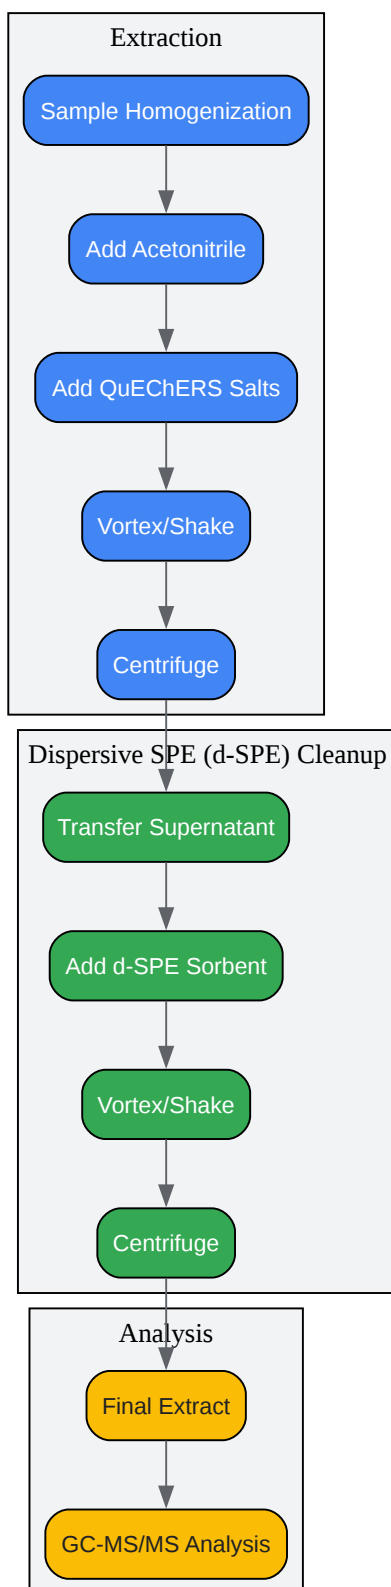 Extraction
Sample Homogenization
Add Acetonitrile
Add QuEChERS Salts
Vortex/Shake
Centrifuge
Dispersive SPE (d-SPE) Cleanup
Transfer Supernatant
Add d-SPE Sorbent
Vortex/Shake
Centrifuge
Analysis
Final Extract
GC-MS/MS Analysis